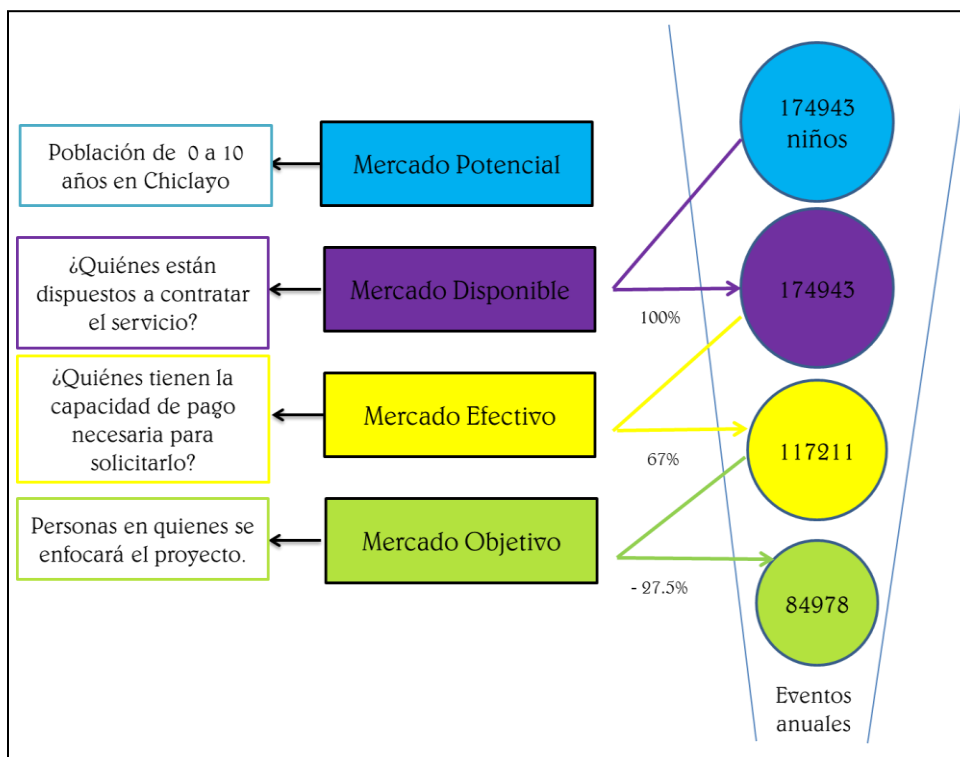 Población de 0 a 10
años en Chiclayo
Mercado Potencial
174943
niños
¿Quiénes están
dispuestos a contratar
el servicio?
Mercado Disponible
100%
174943
¿Quiénes tienen la
capacidad de pago
necesaria para
solicitarlo?
Mercado Efectivo
67%
117211
Personas en quienes se
enfocará el proyecto.
Mercado Objetivo
- 27.5%
84978
Eventos
anuales